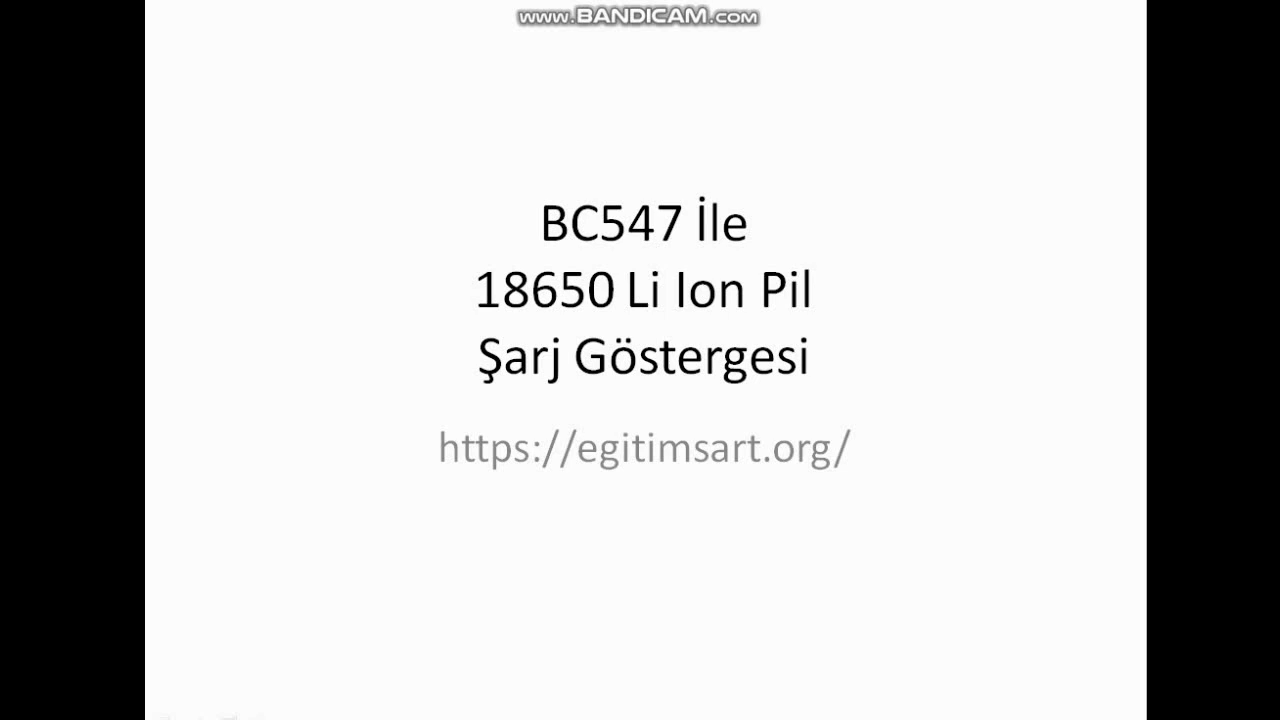 www.BANDICAM.com
BC547 İle
18650 Li Ion Pil
Şarj Göstergesi
https://egitimsart.org/